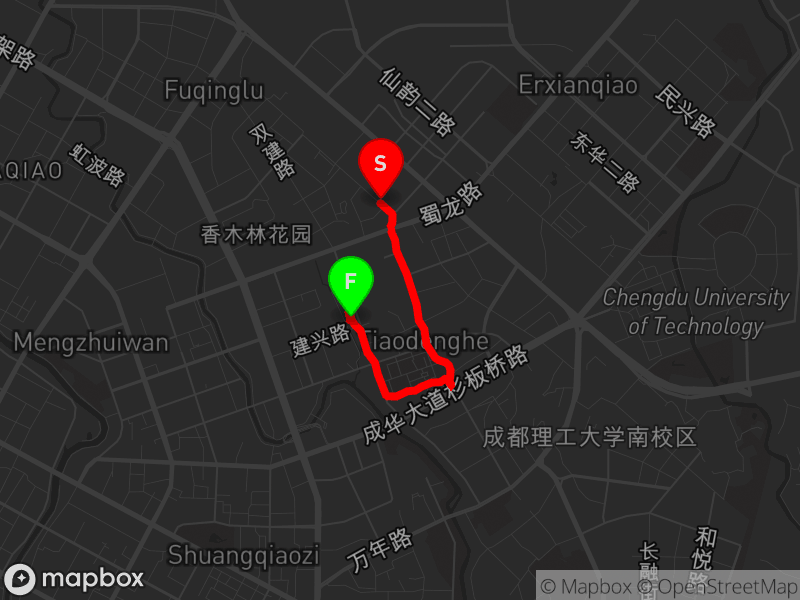 架路
Fuqinglu
仙韵二路
Erxianqiao
民兴路
双建路
东华二路
虹波路
AQIAO
S
蜀龙路
香木林花园
F
Chengdu University
of Technology
建兴路
Tiaodenghe
Mengzhuiwan
成华大道杉板桥路
成都理工大学南校区
和悦路
万年路
Shuangqiaozi
长融
mapbox
© Mapbox © OpenStreetMap